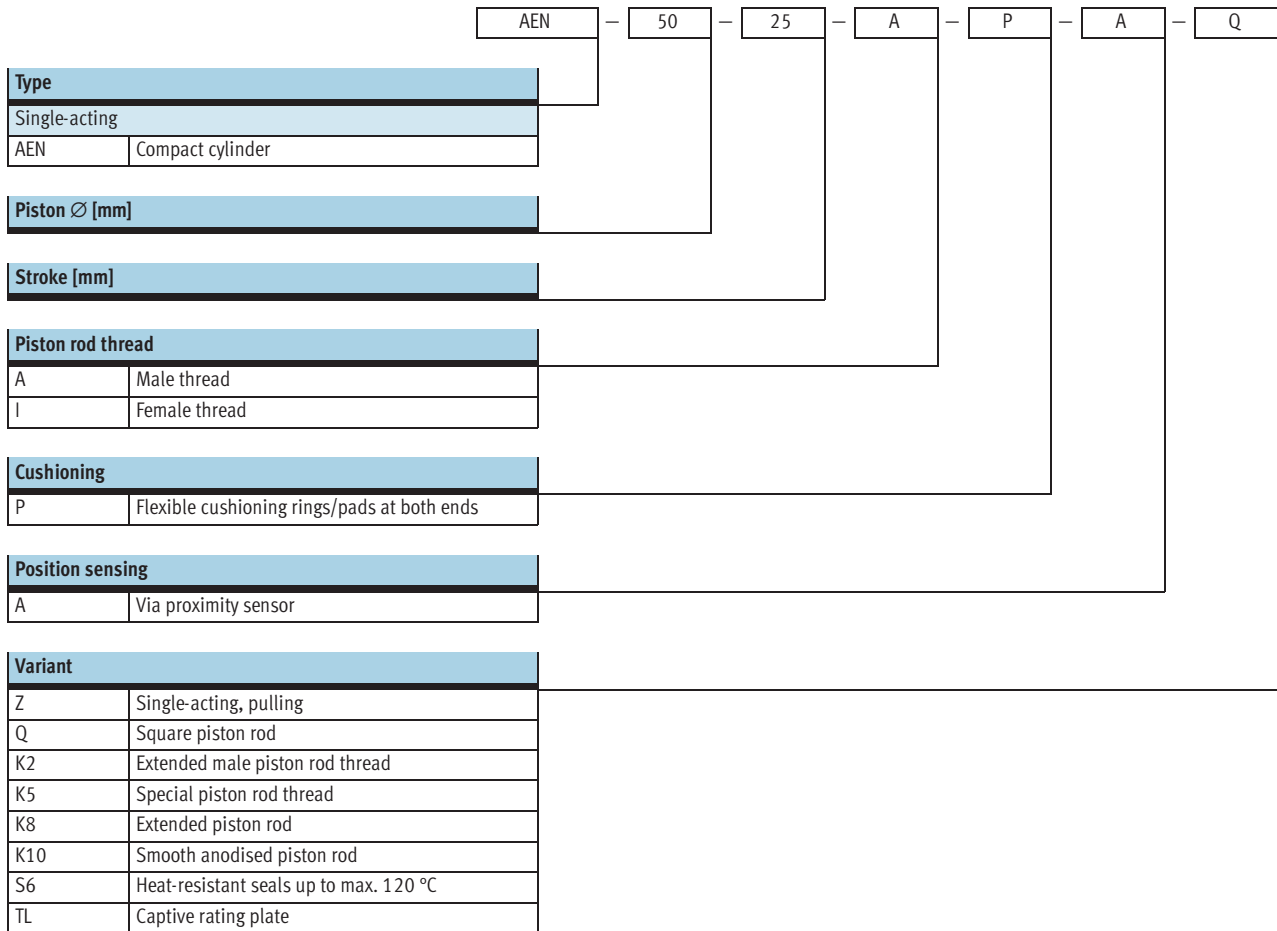 AEN – 50 – 25 – A – P – A – Q
Type
Single-acting
AEN Compact cylinder
Piston ∅ [mm]
Stroke [mm]
Piston rod thread
A Male thread
I Female thread
Cushioning
P Flexible cushioning rings/pads at both ends
Position sensing
A Via proximity sensor
Variant
Z Single-acting, pulling
Q Square piston rod
K2 Extended male piston rod thread
K5 Special piston rod thread
K8 Extended piston rod
K10 Smooth anodised piston rod
S6 Heat-resistant seals up to max. 120 °C
TL Captive rating plate